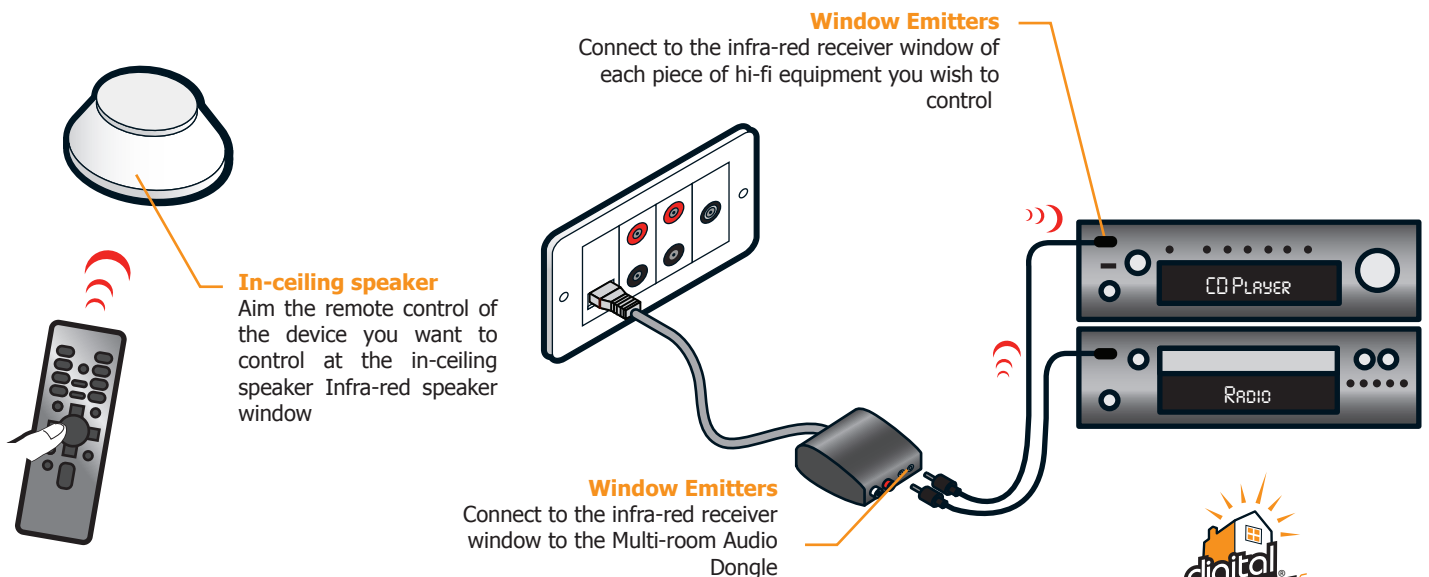 Window Emitters
Connect to the infra-red receiver window of
each piece of hi-fi equipment you wish to
control
In-ceiling speaker
Aim the remote control of
the device you want to
control at the in-ceiling
speaker Infra-red speaker
window
CD Player
Radio
Window Emitters
Connect to the infra-red receiver
window to the Multi-room Audio
Dongle
digital
®